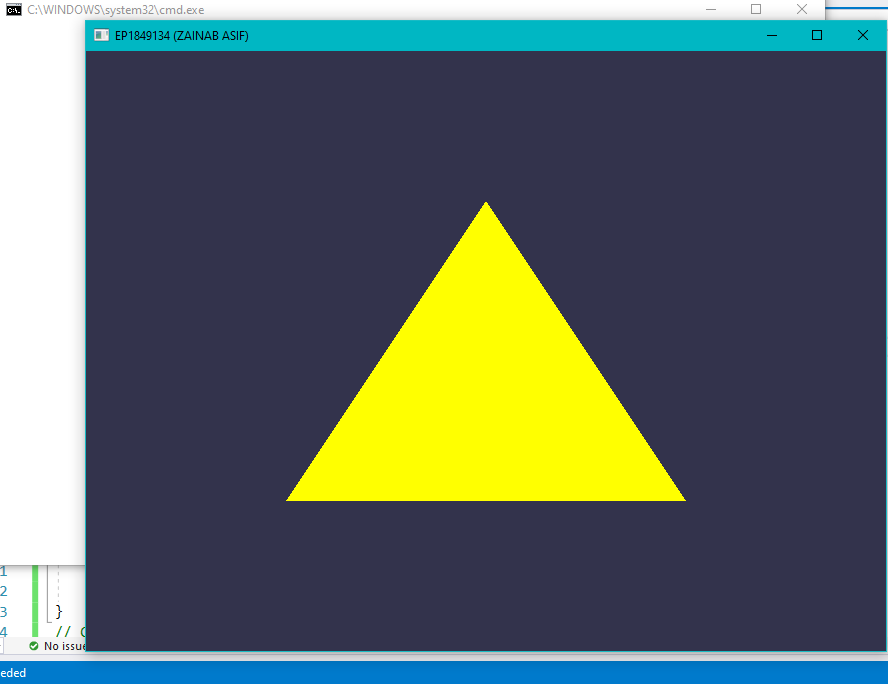 C:\WINDOWS\system32\cmd.exe
EP1849134 (ZAINAB ASIF)
1
2
3 }
4 //
No issue
eded